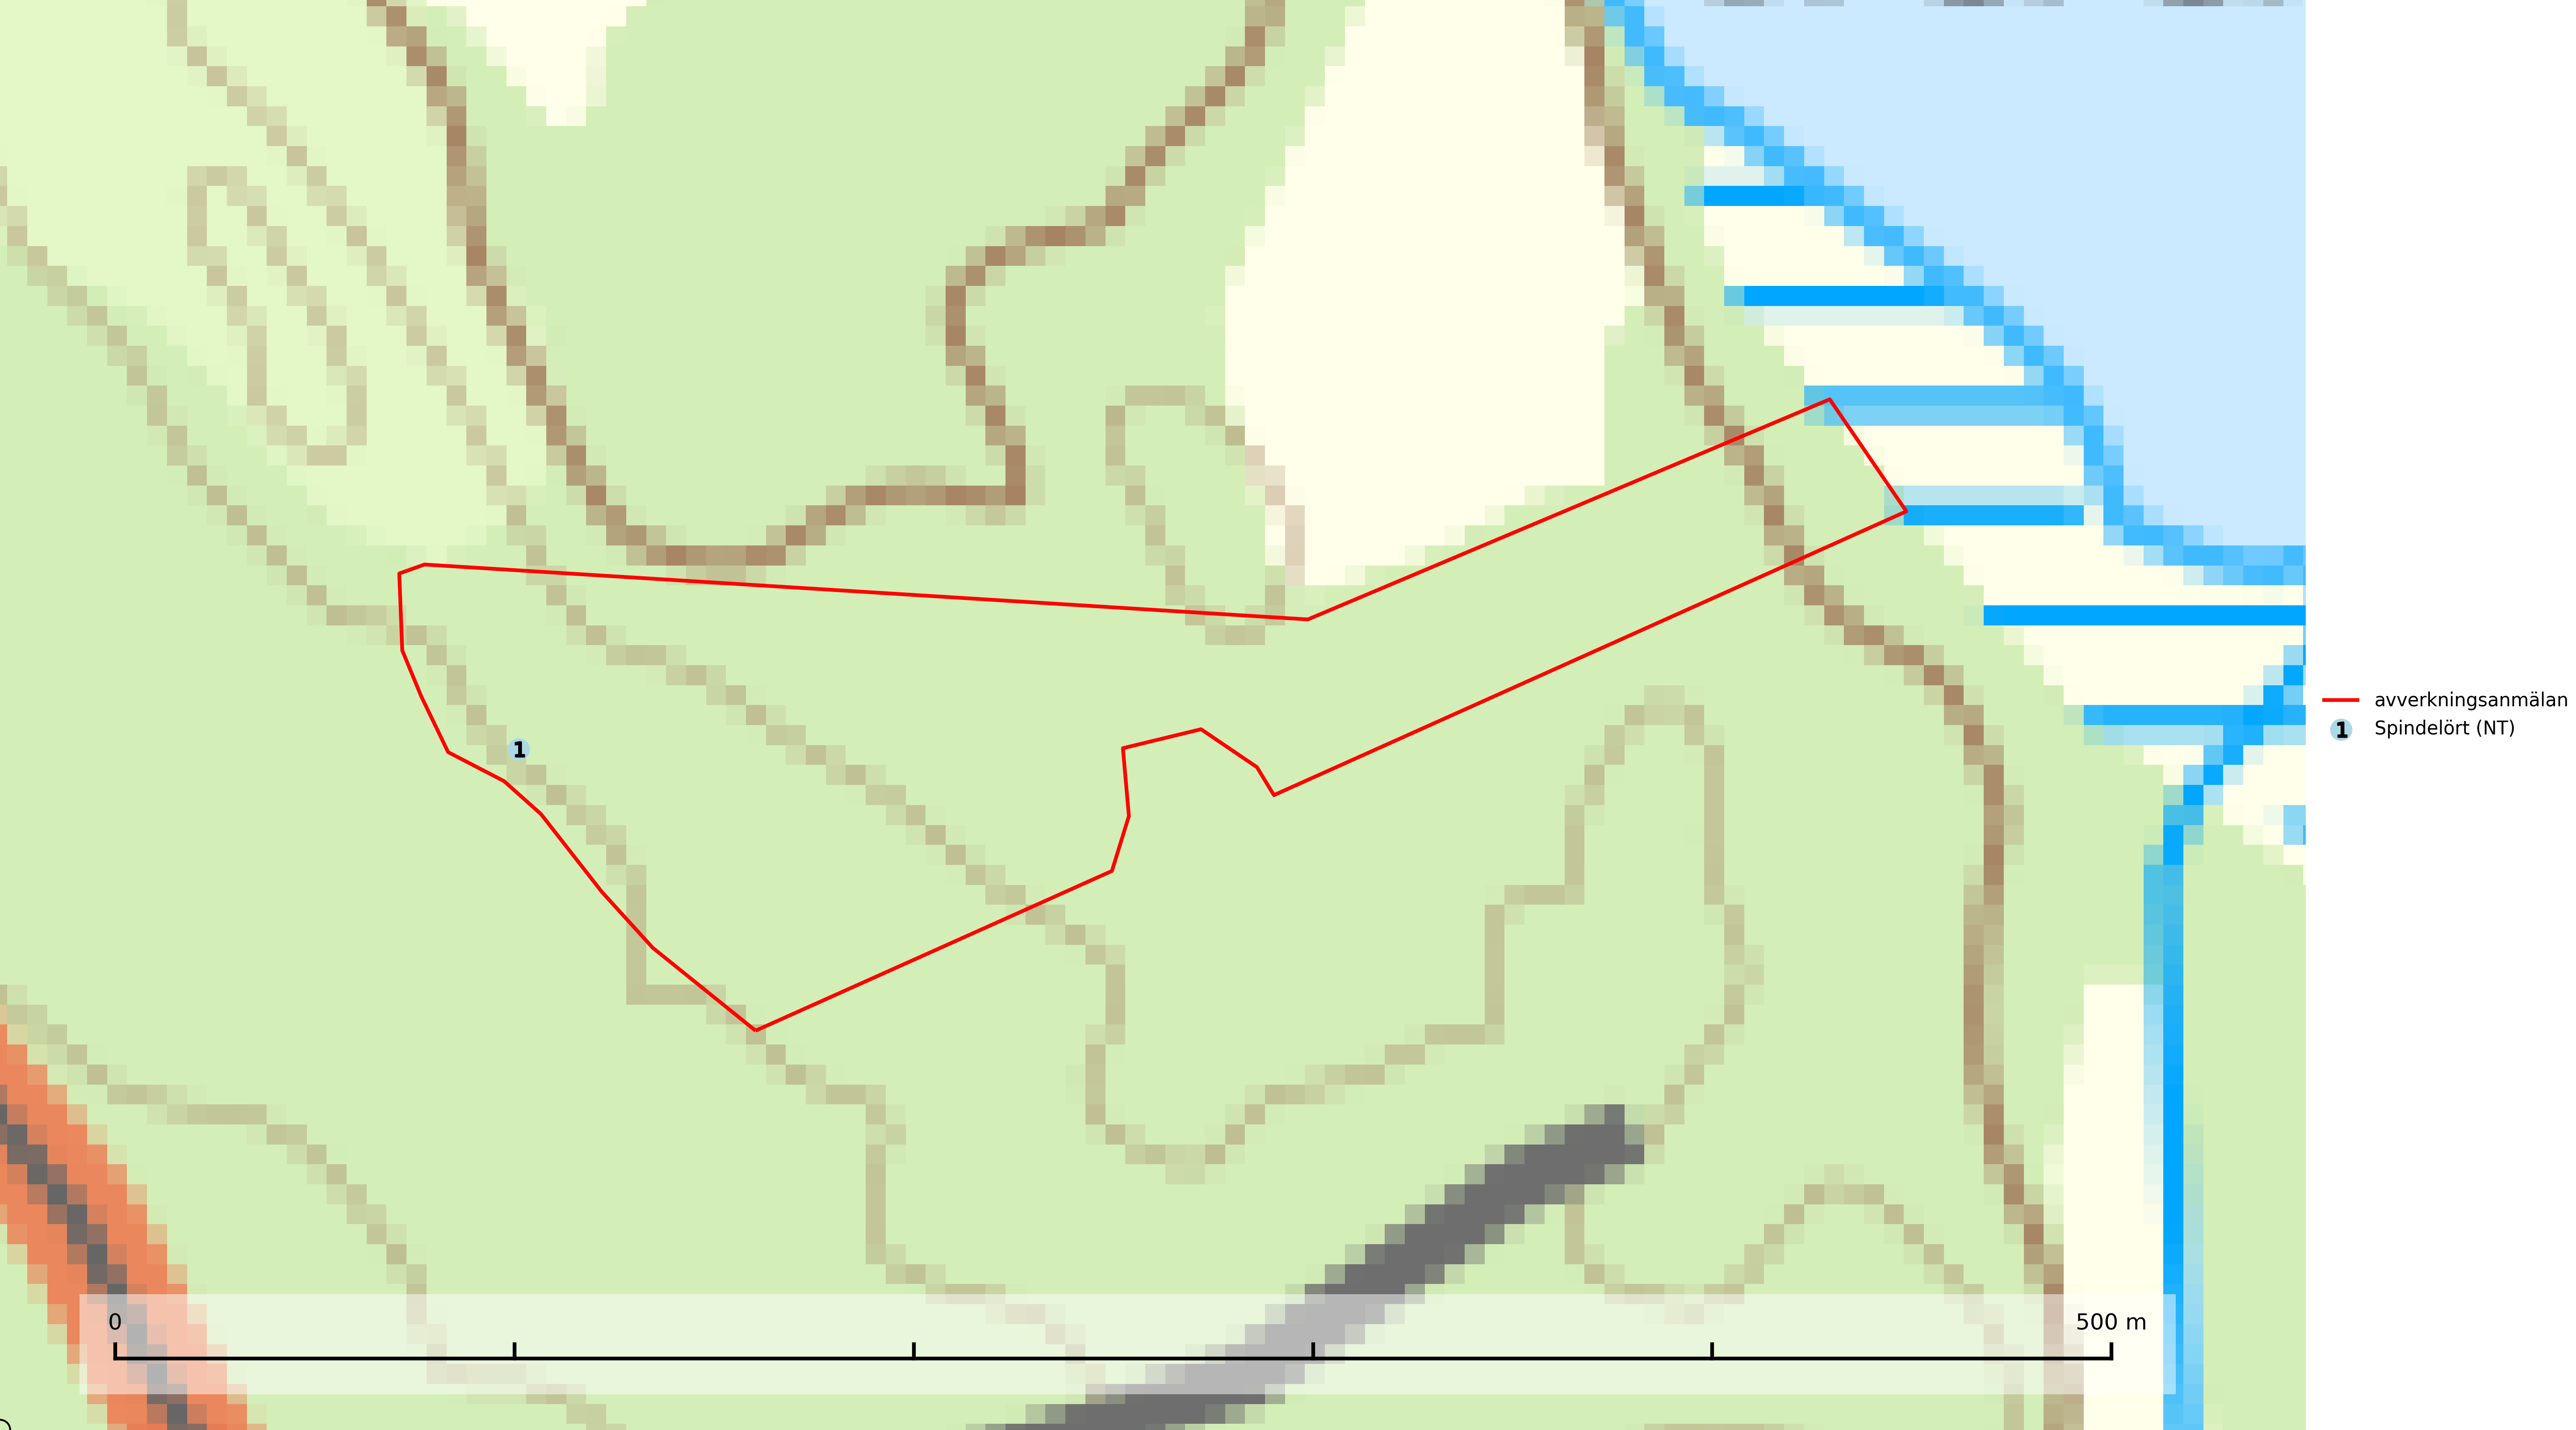 avverkningsanmälan
1
1 Spindelört (NT)
0 500 m